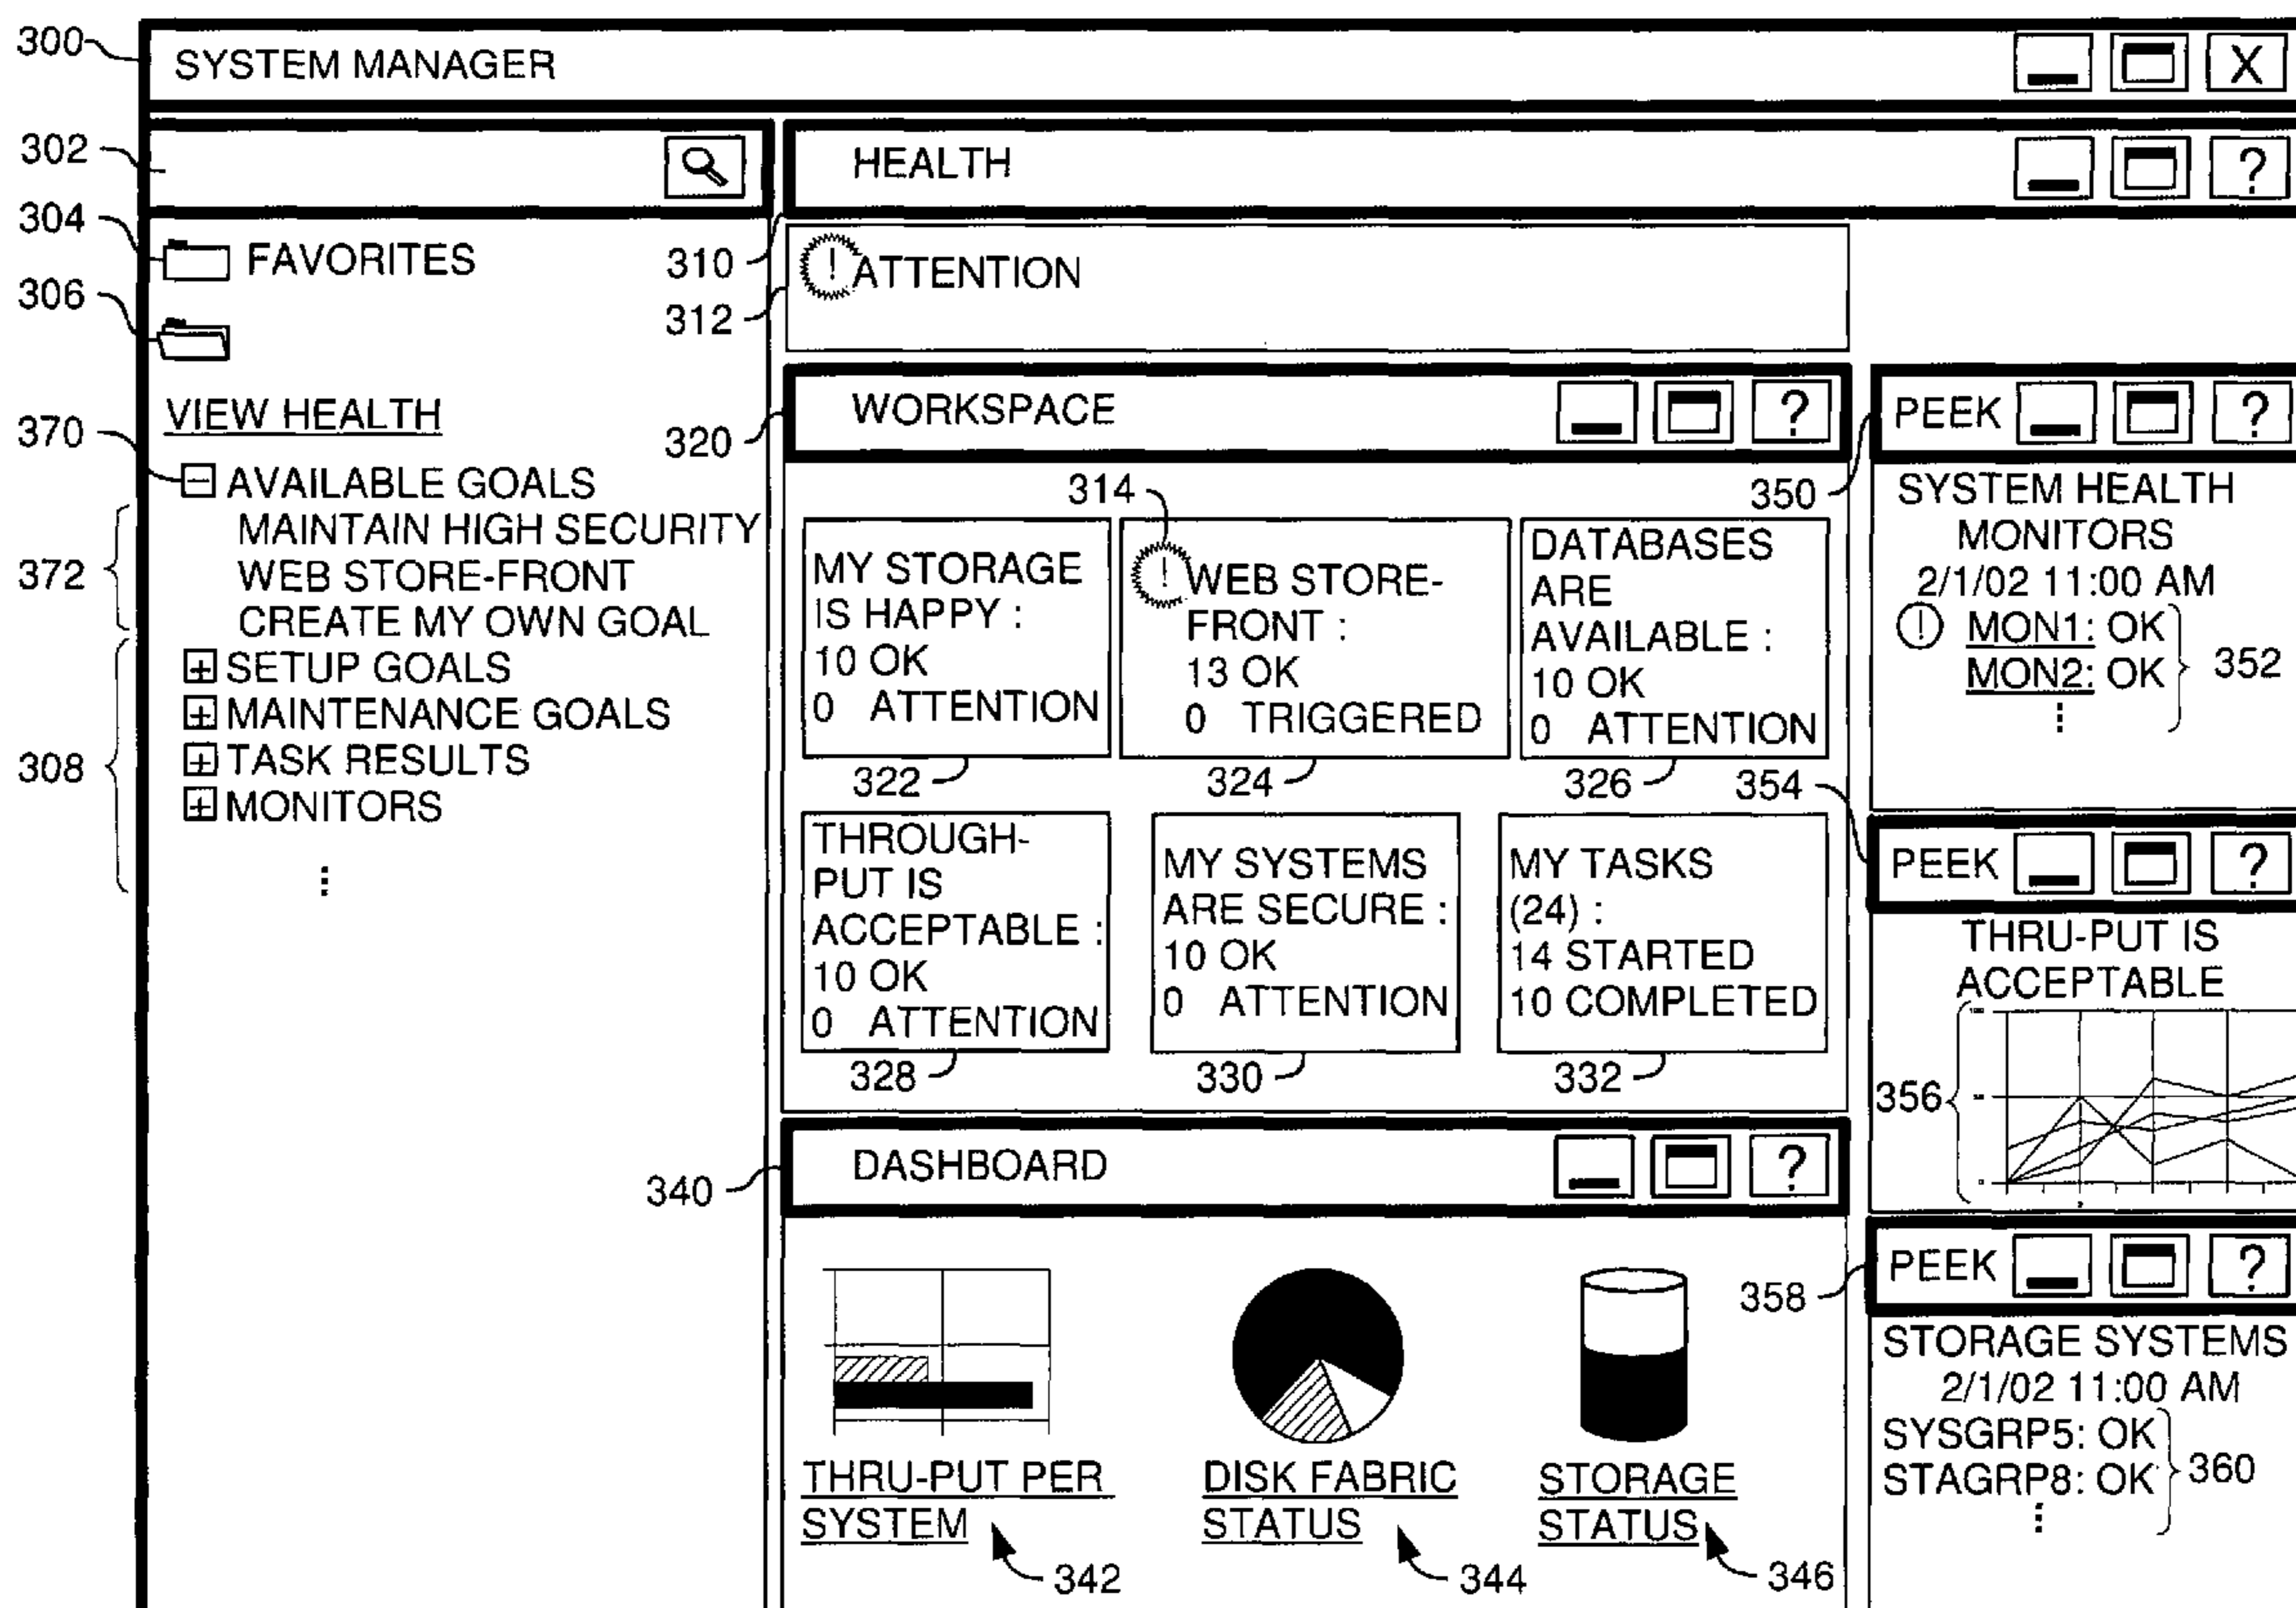 300
SYSTEM MANAGER
X
302
HEALTH
?
304
FAVORITES
306
310
312
! ATTENTION
VIEW HEALTH
370
AVAILABLE GOALS
372
MAINTAIN HIGH SECURITY
WEB STORE-FRONT
CREATE MY OWN GOAL
308
SETUP GOALS
MAINTENANCE GOALS
TASK RESULTS
MONITORS
320
WORKSPACE
?
314
MY STORAGE
IS HAPPY :
10 OK
0 ATTENTION
322
! WEB STORE-
FRONT :
13 OK
0 TRIGGERED
324
DATABASES
ARE
AVAILABLE :
10 OK
0 ATTENTION
326
THROUGH-
PUT IS
ACCEPTABLE :
10 OK
0 ATTENTION
328
MY SYSTEMS
ARE SECURE :
10 OK
0 ATTENTION
330
MY TASKS
(24) :
14 STARTED
10 COMPLETED
332
340
DASHBOARD
?
THRU-PUT PER
SYSTEM
342
DISK FABRIC
STATUS
344
STORAGE
STATUS
346
350
PEEK
?
SYSTEM HEALTH
MONITORS
2/1/02 11:00 AM
! MON1: OK
MON2: OK
352
354
PEEK
?
THRU-PUT IS
ACCEPTABLE
356
358
PEEK
?
STORAGE SYSTEMS
2/1/02 11:00 AM
SYSGRP5: OK
STAGRP8: OK
360